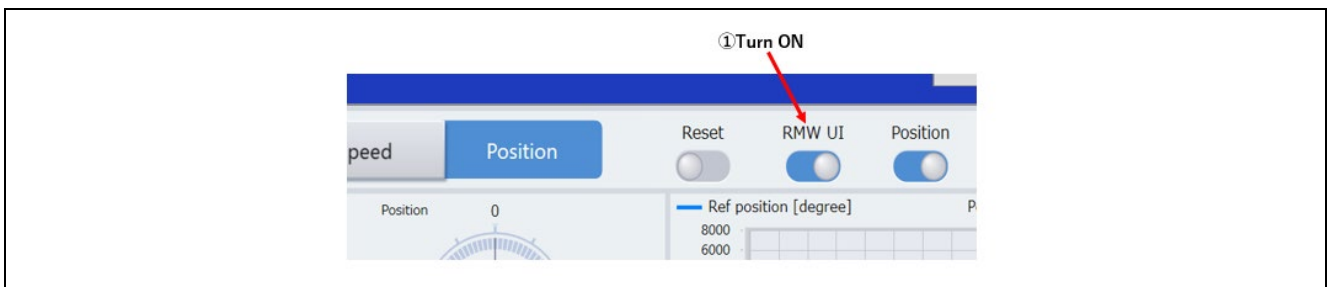 ①Turn ON
Reset RMW UI Position
peed Position
Position 0
Ref position [degree] P
8000
6000